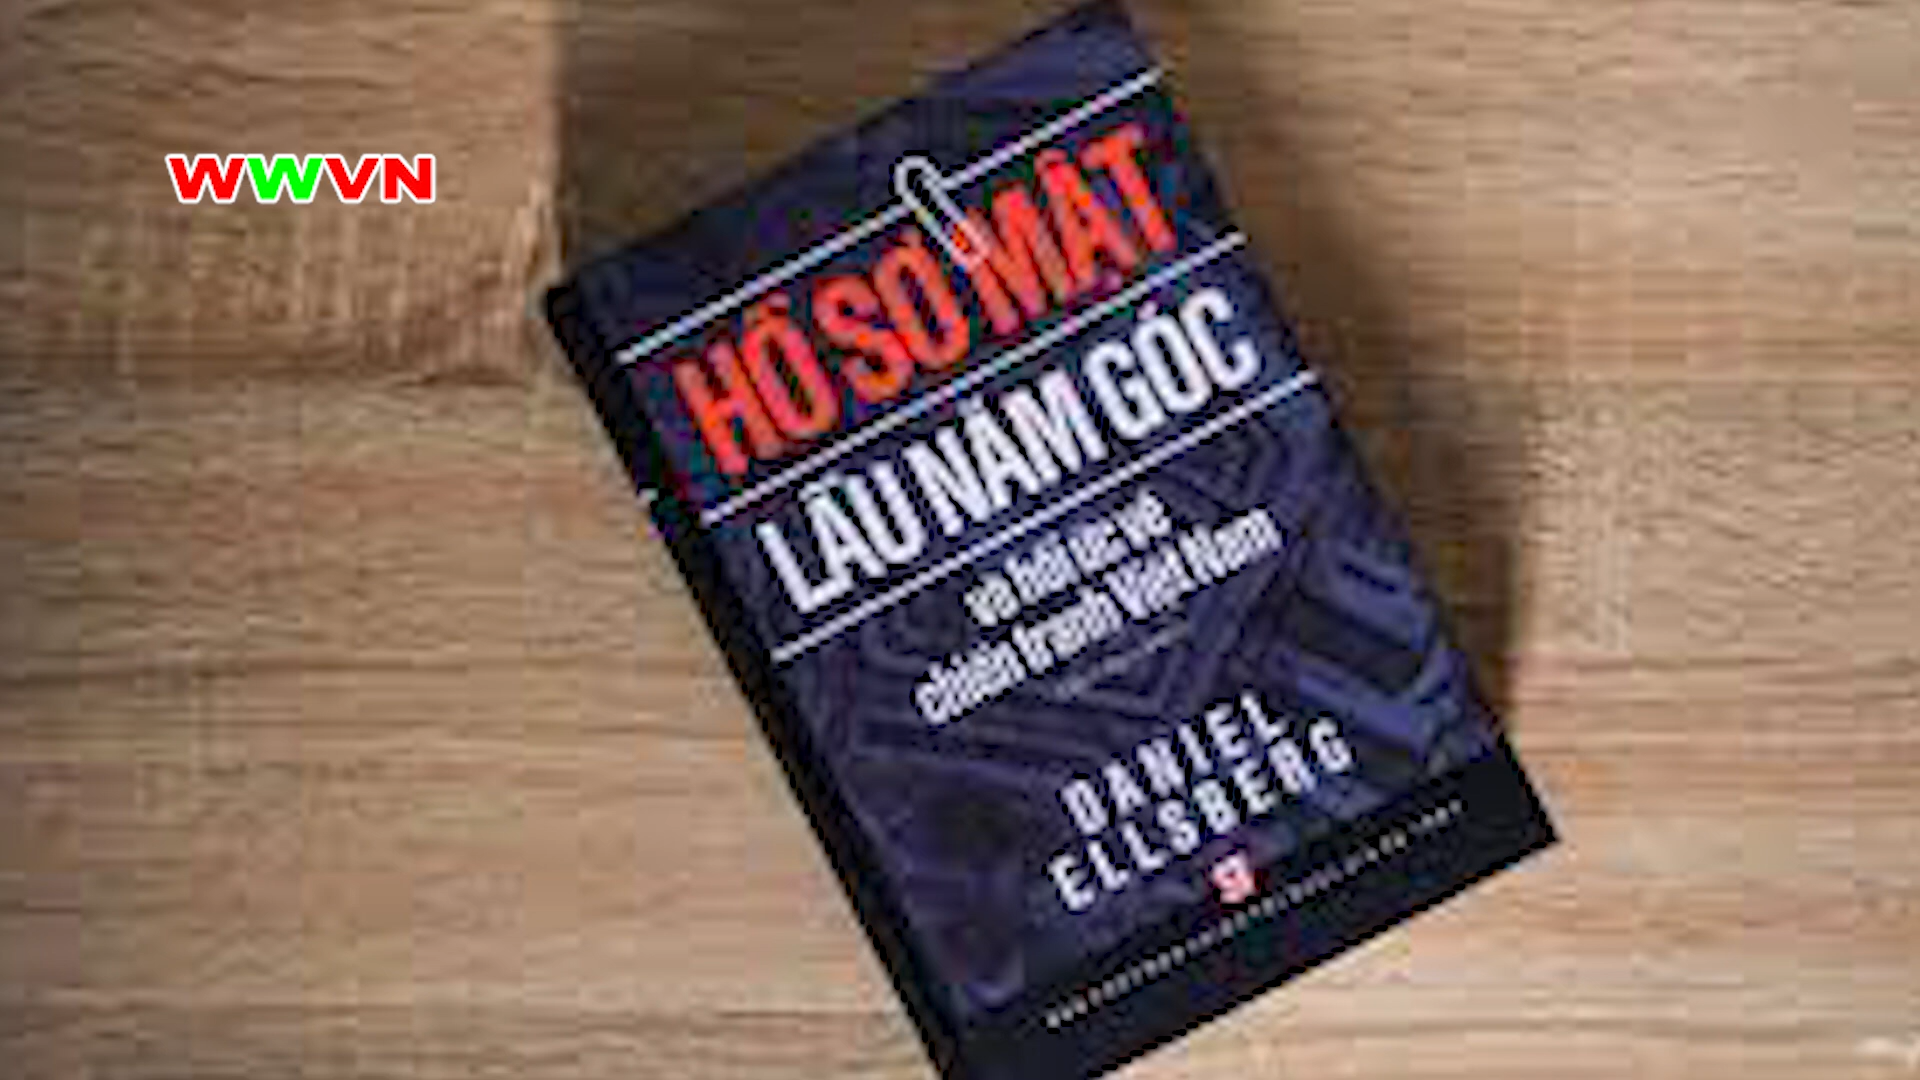 WWVN
HỒ SƠ MẬT
LẦU NĂM GÓC
và hồi ức về
chiến tranh Việt Nam
DANIEL
ELLSBERG